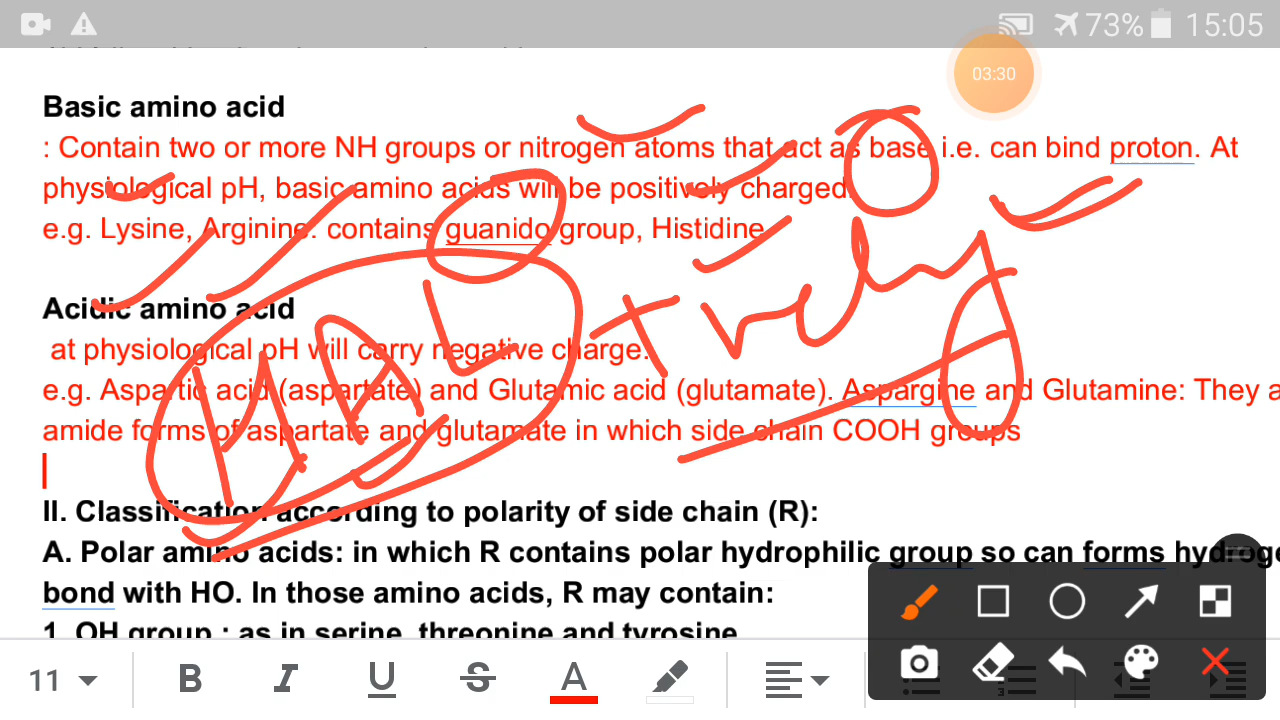 73% 15:05
03:30
Basic amino acid
: Contain two or more NH groups or nitrogen atoms that act as base i.e. can bind proton. At
physiological pH, basic amino acids will be positively charged.
e.g. Lysine, Arginine: contains guanido group, Histidine
Acidic amino acid
at physiological pH will carry negative charge.
e.g. Aspartic acid (aspartate) and Glutamic acid (glutamate). Aspargine and Glutamine: They a
amide forms of aspartate and glutamate in which side chain COOH groups
HAL
+vely
II. Classification according to polarity of side chain (R):
A. Polar amino acids: in which R contains polar hydrophilic group so can forms hydroge
bond with HO. In those amino acids, R may contain:
1. OH group : as in serine, threonine and tyrosine
11 B I U S A